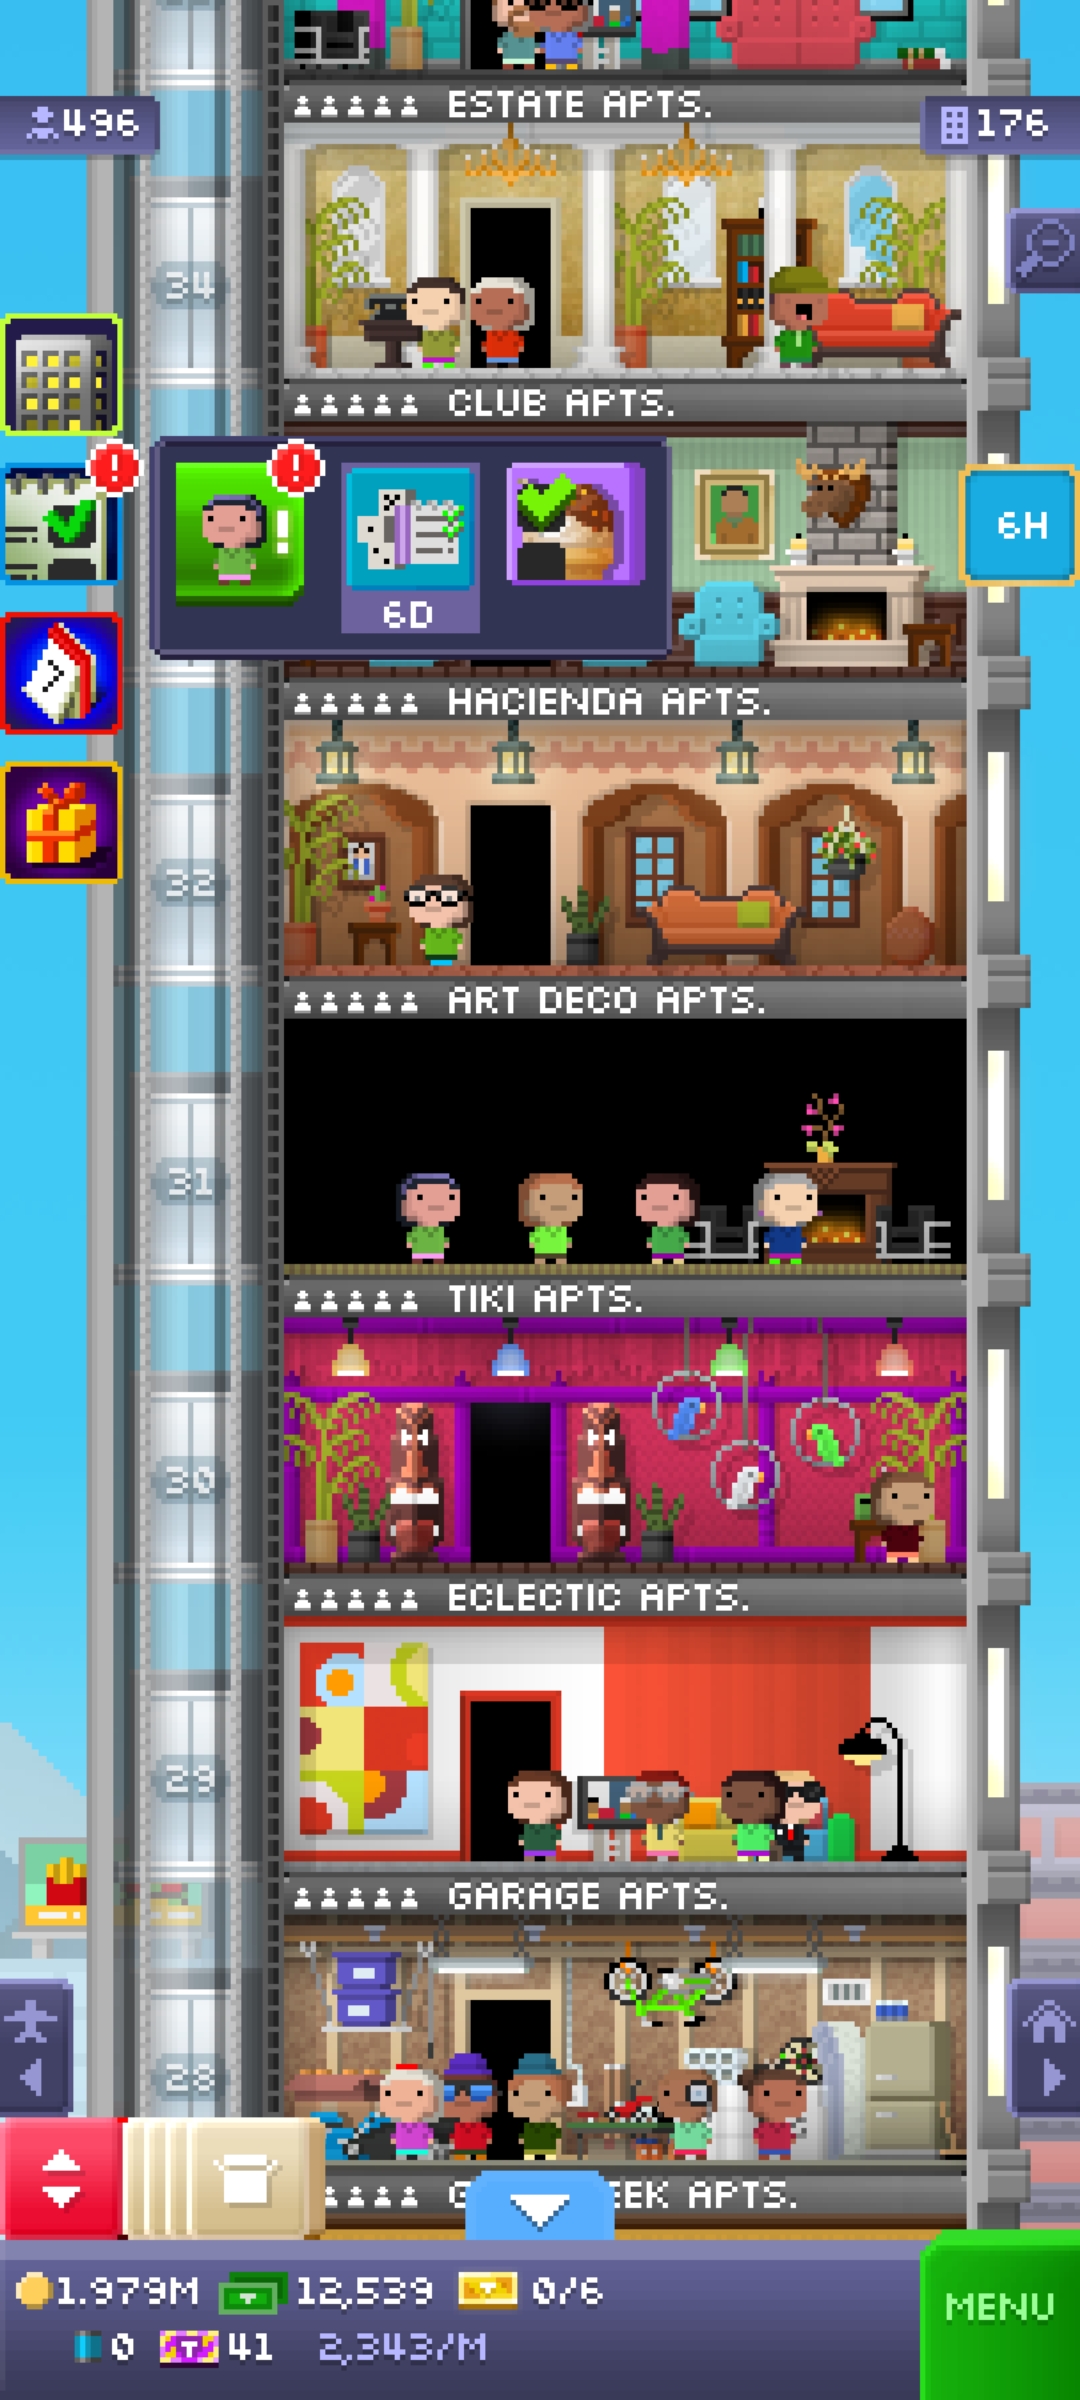 ESTATE APTS.
496
176
34
CLUB APTS.
!
!
!
6H
6D
HACIENDA APTS.
7
32
ART DECO APTS.
31
TIKI APTS.
30
ECLECTIC APTS.
29
GARAGE APTS.
28
EEK APTS.
1.979M 12,539 0/6
0 T 41 2,343/M
MENU